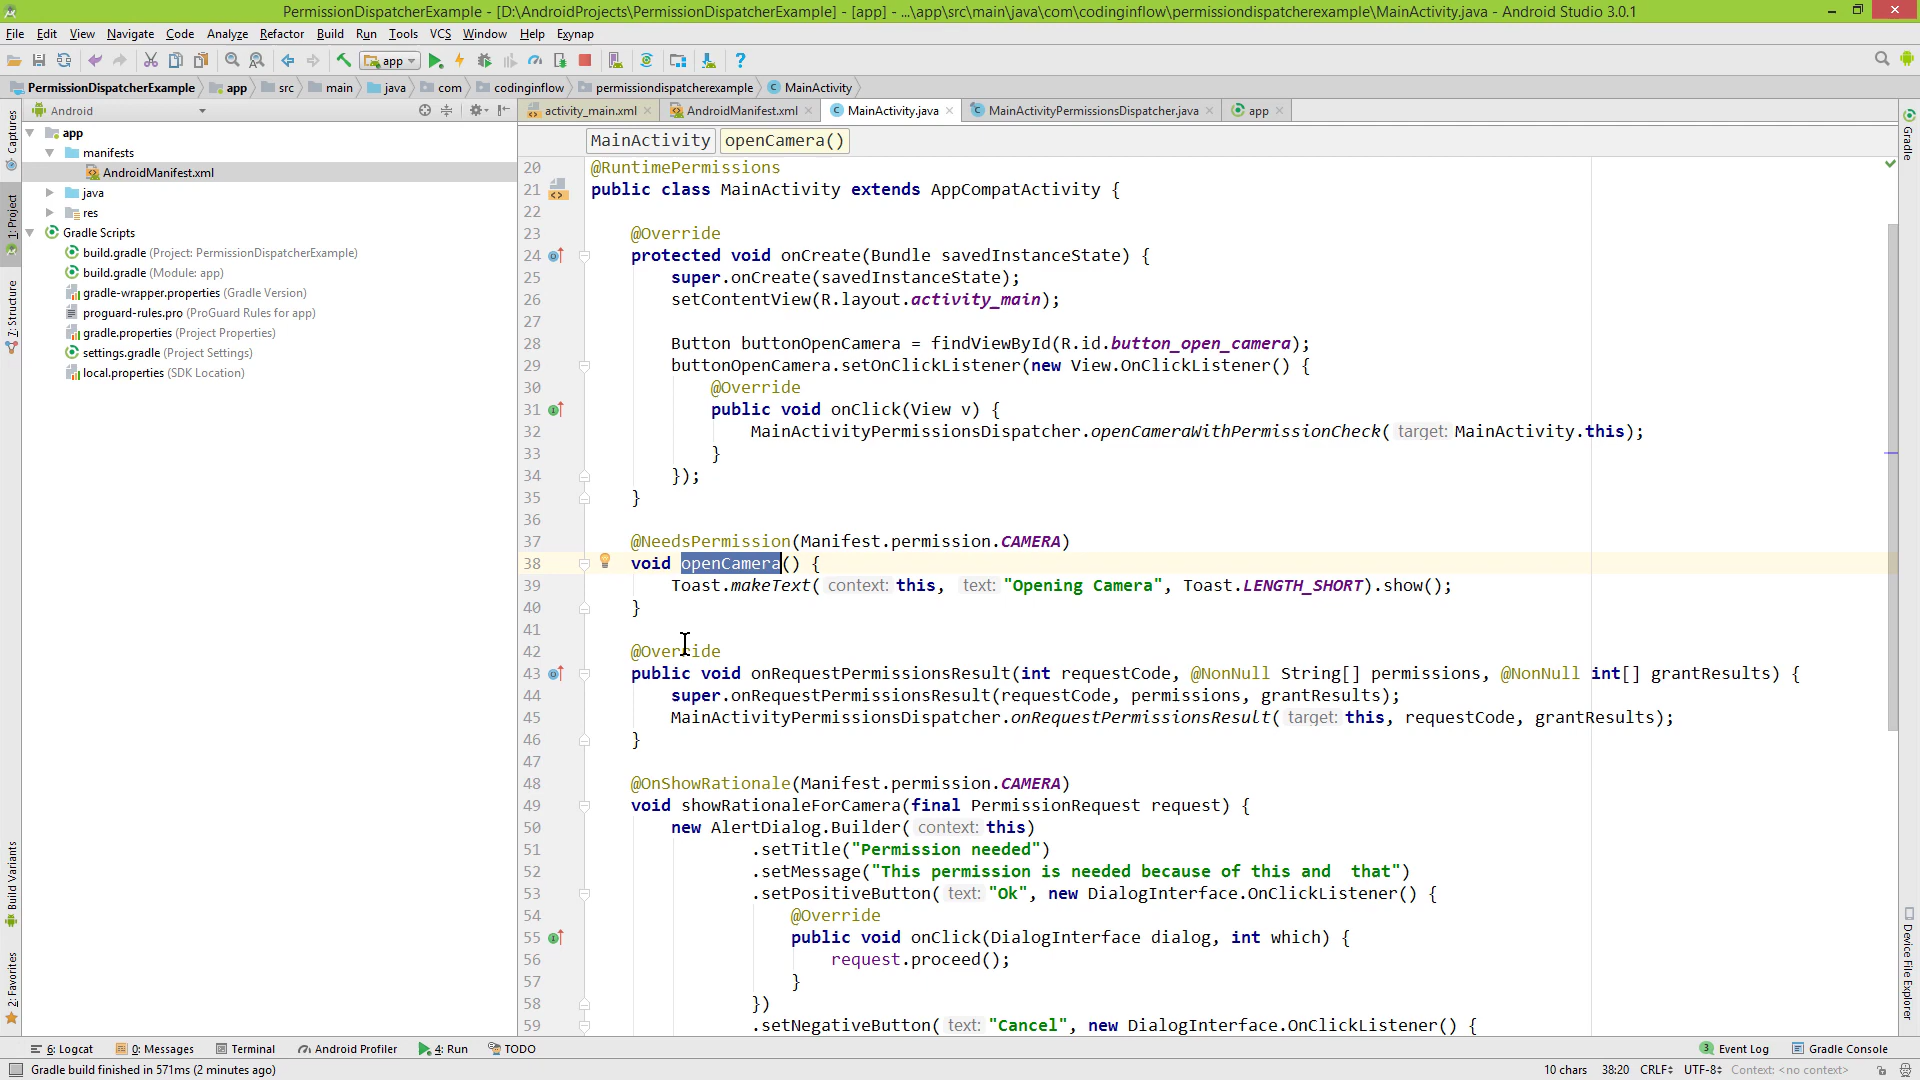 PermissionDispatcherExample - [D:\AndroidProjects\PermissionDispatcherExample] - [app] - ...\app\src\main\java\com\codinginflow\permissiondispatcherexample\MainActivity.java - Android Studio 3.0.1
File Edit View Navigate Code Analyze Refactor Build Run Tools VCS Window Help Exynap
app
PermissionDispatcherExample app src main java com codinginflow permissiondispatcherexample MainActivity
Android
activity_main.xml AndroidManifest.xml MainActivity.java MainActivityPermissionsDispatcher.java app
MainActivity openCamera()
Captures
1: Project
7: Structure
Build Variants
2: Favorites
app
manifests
AndroidManifest.xml
java
res
Gradle Scripts
build.gradle (Project: PermissionDispatcherExample)
build.gradle (Module: app)
gradle-wrapper.properties (Gradle Version)
proguard-rules.pro (ProGuard Rules for app)
gradle.properties (Project Properties)
settings.gradle (Project Settings)
local.properties (SDK Location)
20 @RuntimePermissions
21 public class MainActivity extends AppCompatActivity {
22
23 @Override
24 protected void onCreate(Bundle savedInstanceState) {
25 super.onCreate(savedInstanceState);
26 setContentView(R.layout.activity_main);
27
28 Button buttonOpenCamera = findViewById(R.id.button_open_camera);
29 buttonOpenCamera.setOnClickListener(new View.OnClickListener() {
30 @Override
31 public void onClick(View v) {
32 MainActivityPermissionsDispatcher.openCameraWithPermissionCheck( target: MainActivity.this);
33 }
34 });
35 }
36
37 @NeedsPermission(Manifest.permission.CAMERA)
38 void openCamera() {
39 Toast.makeText( context: this, text: "Opening Camera", Toast.LENGTH_SHORT).show();
40 }
41
42 @Override
43 public void onRequestPermissionsResult(int requestCode, @NonNull String[] permissions, @NonNull int[] grantResults) {
44 super.onRequestPermissionsResult(requestCode, permissions, grantResults);
45 MainActivityPermissionsDispatcher.onRequestPermissionsResult( target: this, requestCode, grantResults);
46 }
47
48 @OnShowRationale(Manifest.permission.CAMERA)
49 void showRationaleForCamera(final PermissionRequest request) {
50 new AlertDialog.Builder( context: this)
51 .setTitle("Permission needed")
52 .setMessage("This permission is needed because of this and  that")
53 .setPositiveButton( text: "Ok", new DialogInterface.OnClickListener() {
54 @Override
55 public void onClick(DialogInterface dialog, int which) {
56 request.proceed();
57 }
58 })
59 .setNegativeButton( text: "Cancel", new DialogInterface.OnClickListener() {
Gradle
Device File Explorer
6: Logcat 0: Messages Terminal Android Profiler 4: Run TODO 3 Event Log Gradle Console
Gradle build finished in 571ms (2 minutes ago) 10 chars 38:20 CRLF UTF-8 Context: <no context>